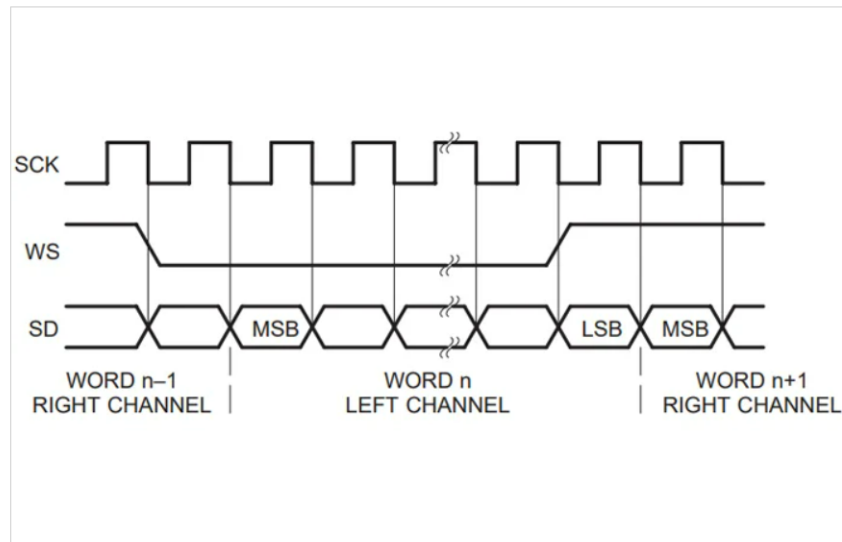 SCK
WS
SD
MSB
LSB
MSB
WORD n–1
RIGHT CHANNEL
WORD n
LEFT CHANNEL
WORD n+1
RIGHT CHANNEL